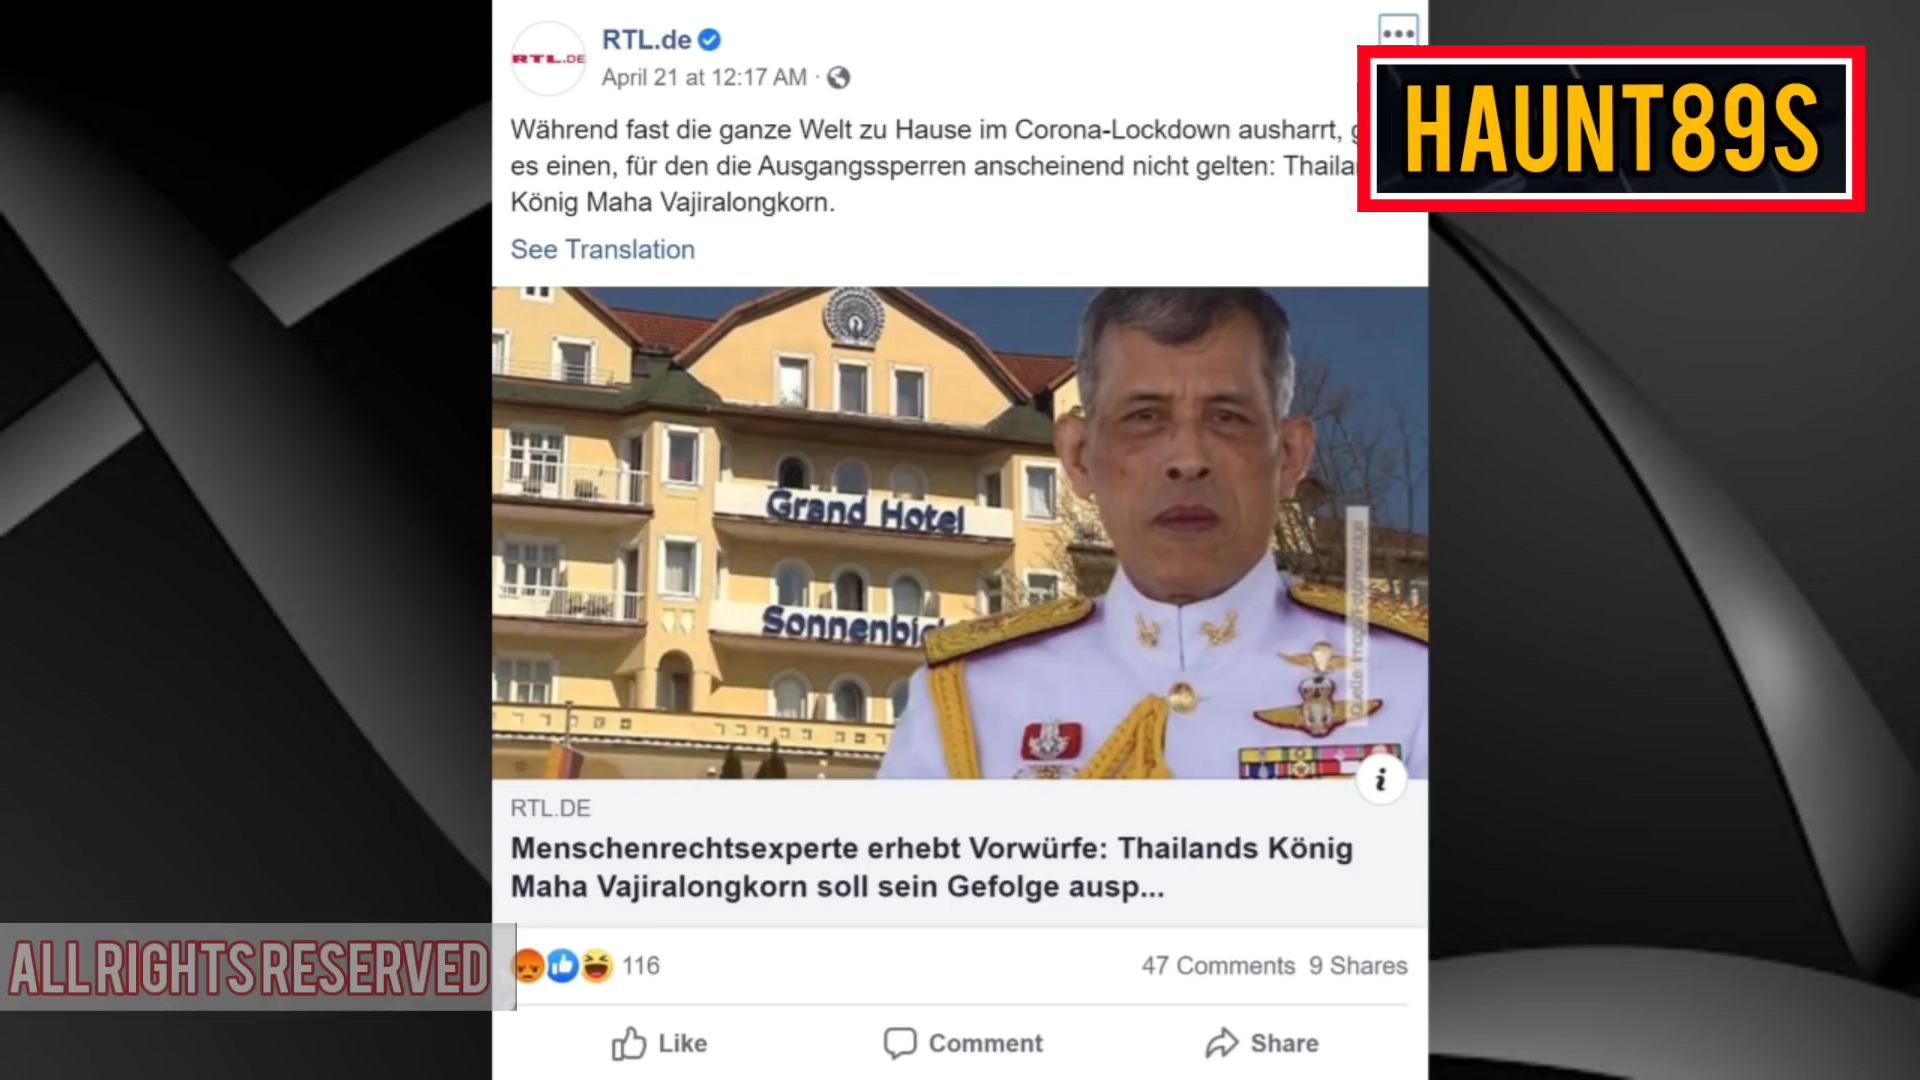 RTL.DE
RTL.de
April 21 at 12:17 AM ·
HAUNT89S
Während fast die ganze Welt zu Hause im Corona-Lockdown ausharrt,
es einen, für den die Ausgangssperren anscheinend nicht gelten:
König Maha Vajiralongkorn.
See Translation
Grand Hotel
RTL.DE
Menschenrechtsexperte erhebt Vorwürfe: Thailands König
Maha Vajiralongkorn soll sein Gefolge ausp...
ALL RIGHTS RESERVED
116
47 Comments 9 Shares
Like
Comment
Share